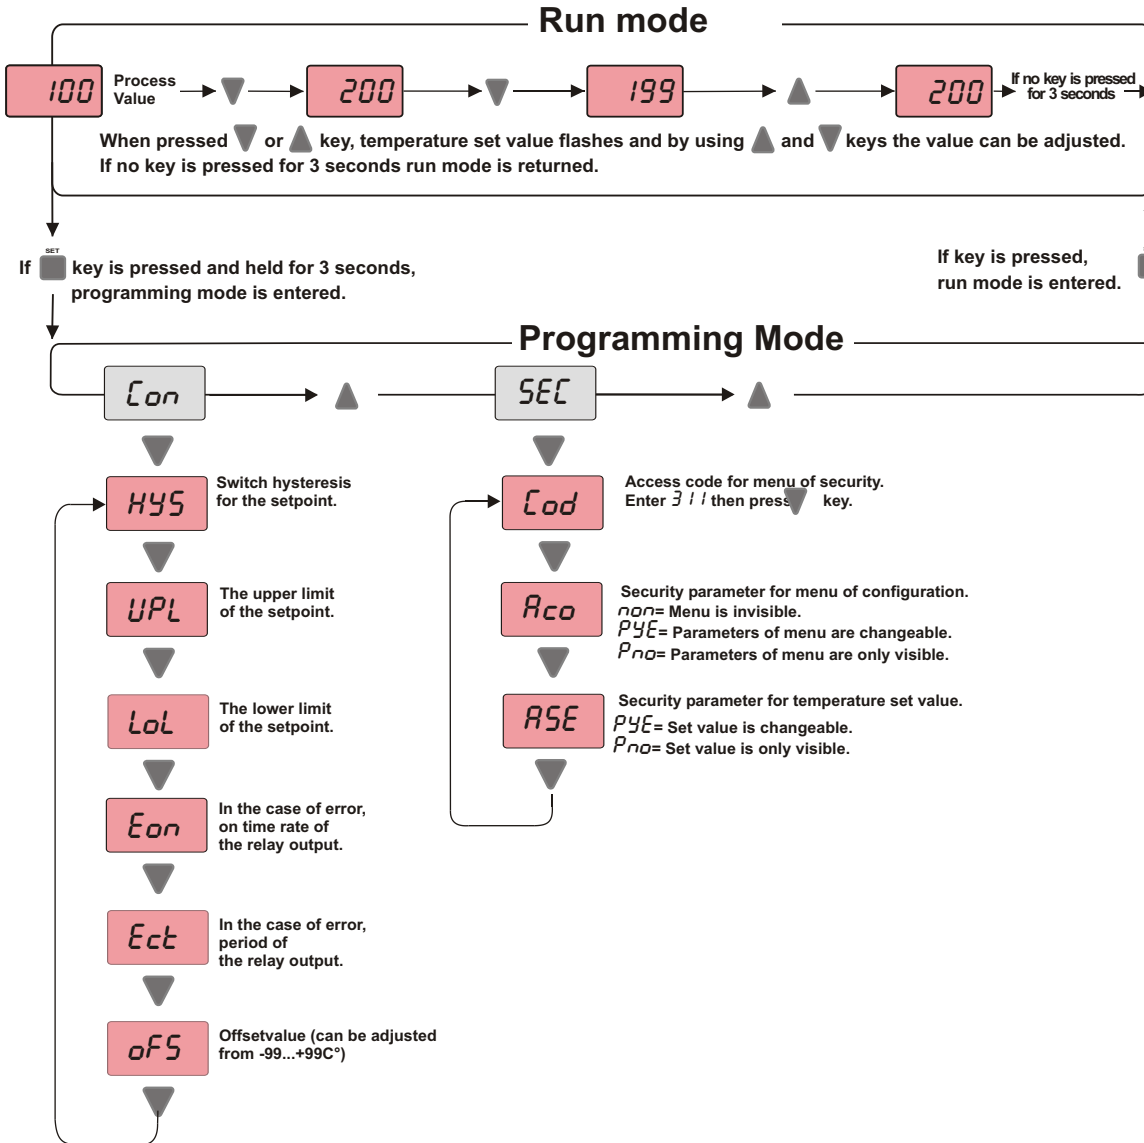 Run mode
100
Process
Value
200
199
200
If no key is pressed
for 3 seconds
When pressed or key, temperature set value flashes and by using and keys the value can be adjusted.
If no key is pressed for 3 seconds run mode is returned.
SET
If key is pressed and held for 3 seconds,
programming mode is entered.
If key is pressed,
run mode is entered.
Programming Mode
Con
SEC
HYS
Switch hysteresis
for the setpoint.
UPL
The upper limit
of the setpoint.
LoL
The lower limit
of the setpoint.
Eon
In the case of error,
on time rate of
the relay output.
Ect
In the case of error,
period of
the relay output.
oFS
Offsetvalue (can be adjusted
from -99...+99C°)
Cod
Access code for menu of security.
Enter 311 then press key.
Aco
Security parameter for menu of configuration.
non= Menu is invisible.
PYE= Parameters of menu are changeable.
Pno= Parameters of menu are only visible.
ASE
Security parameter for temperature set value.
PYE= Set value is changeable.
Pno= Set value is only visible.